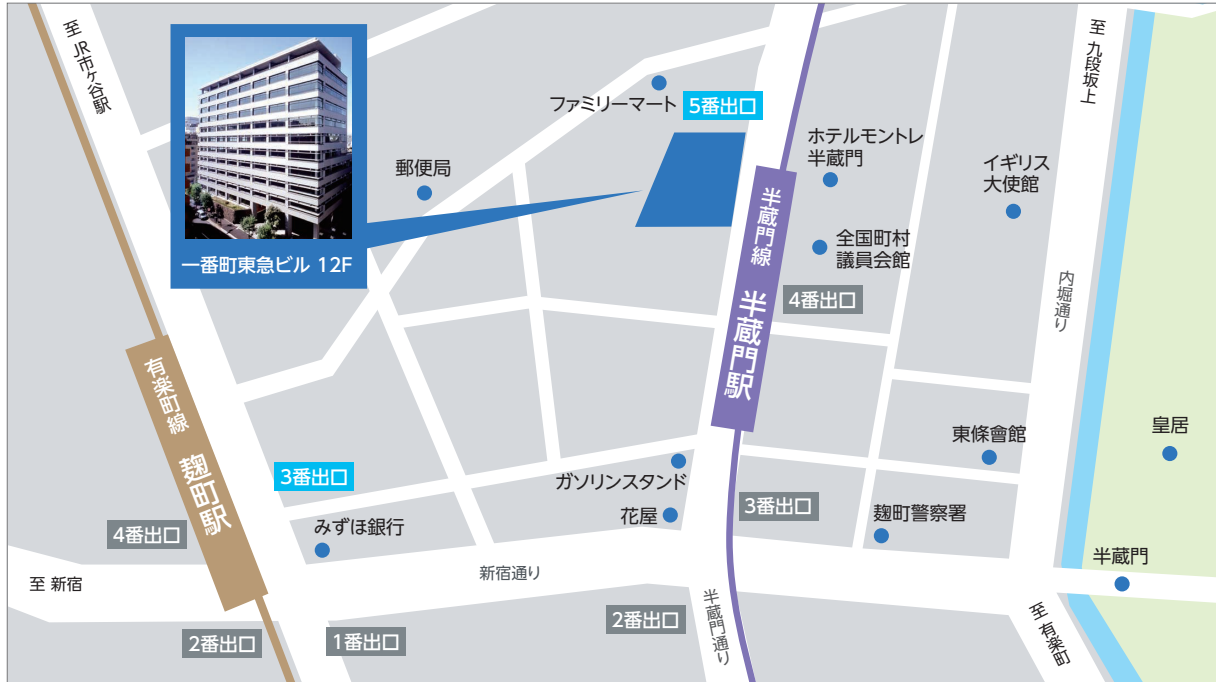 至 JR市ヶ谷駅
至 九段坂上
ファミリーマート
5番出口
ホテルモントレ
半蔵門
イギリス
大使館
郵便局
半蔵門線 半蔵門駅
全国町村
議員会館
一番町東急ビル 12F
4番出口
内堀通り
有楽町線 麹町駅
東條會館
皇居
3番出口
ガソリンスタンド
3番出口
花屋
麹町警察署
みずほ銀行
4番出口
新宿通り
半蔵門
至 新宿
半蔵門通り
2番出口
至 有楽町
2番出口
1番出口